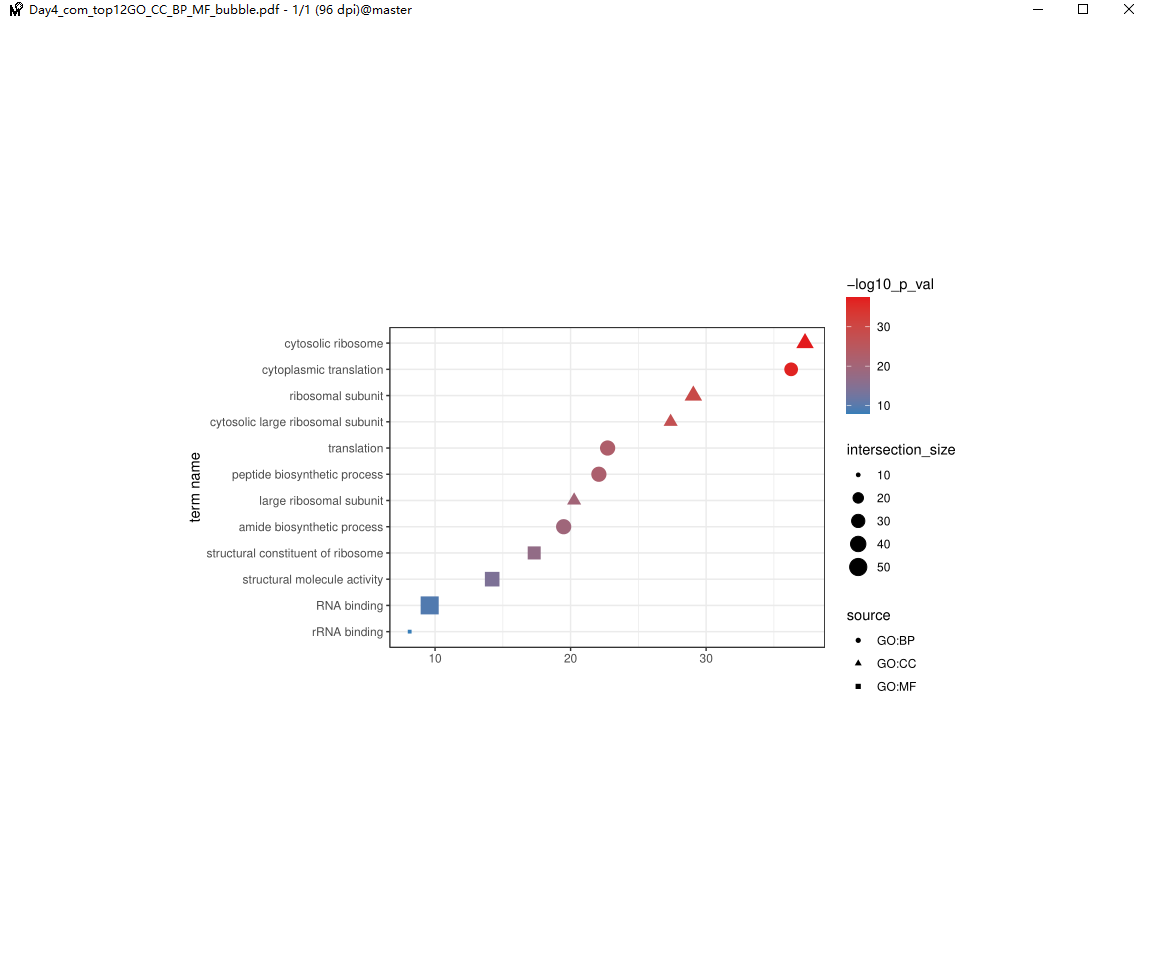 Day4_com_top12GO_CC_BP_MF_bubble.pdf - 1/1 (96 dpi)@master
term name
cytosolic ribosome
cytoplasmic translation
ribosomal subunit
cytosolic large ribosomal subunit
translation
peptide biosynthetic process
large ribosomal subunit
amide biosynthetic process
structural constituent of ribosome
structural molecule activity
RNA binding
rRNA binding
10 20 30
−log10_p_val
30
20
10
intersection_size
10
20
30
40
50
source
GO:BP
GO:CC
GO:MF